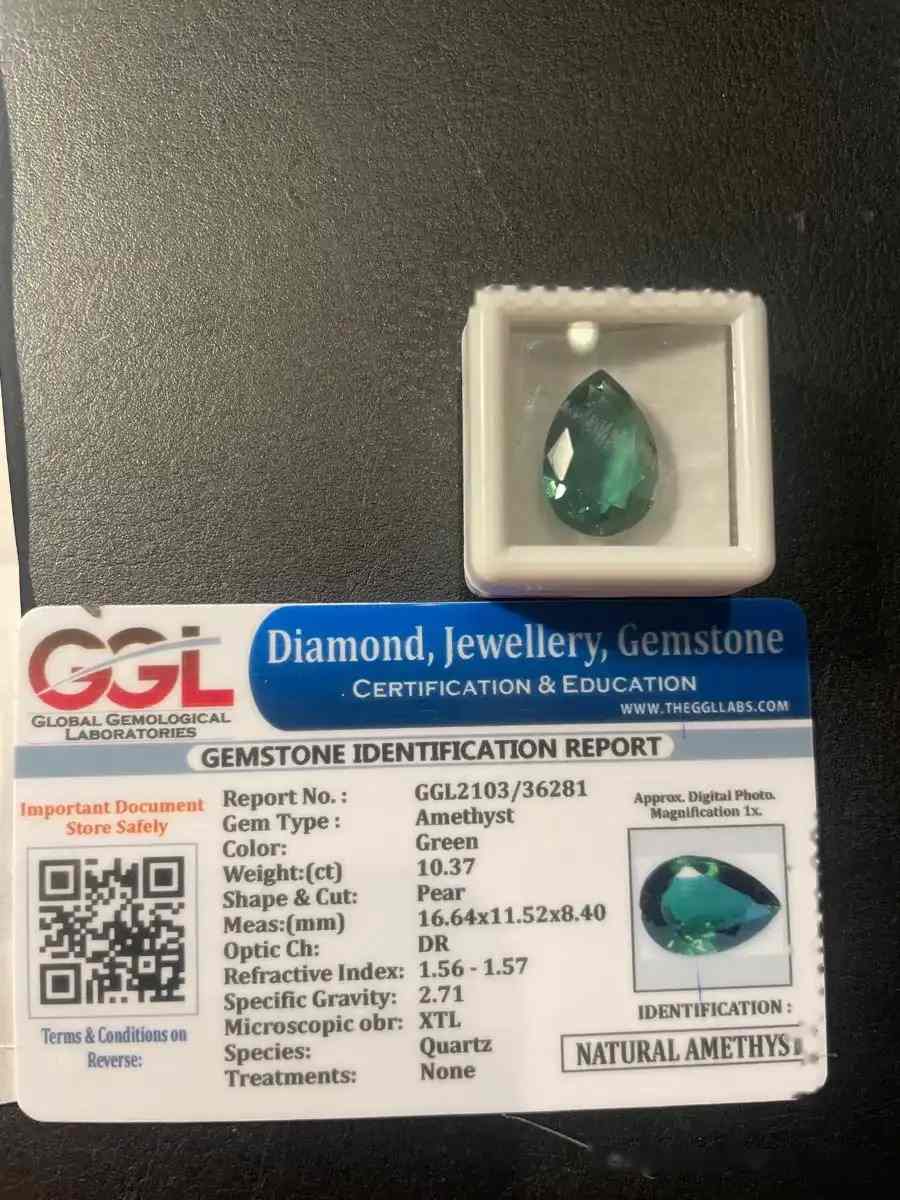 GGL
GLOBAL GEMOLOGICAL
LABORATORIES
Diamond, Jewellery, Gemstone
CERTIFICATION & EDUCATION
WWW.THEGGLLABS.COM
GEMSTONE IDENTIFICATION REPORT
Important Document
Store Safely
Terms & Conditions on
Reverse:
Report No. : GGL2103/36281
Gem Type : Amethyst
Color: Green
Weight:(ct) 10.37
Shape & Cut: Pear
Meas:(mm) 16.64x11.52x8.40
Optic Ch: DR
Refractive Index: 1.56 - 1.57
Specific Gravity: 2.71
Microscopic obr: XTL
Species: Quartz
Treatments: None
Approx. Digital Photo.
Magnification 1x.
IDENTIFICATION :
NATURAL AMETHYS